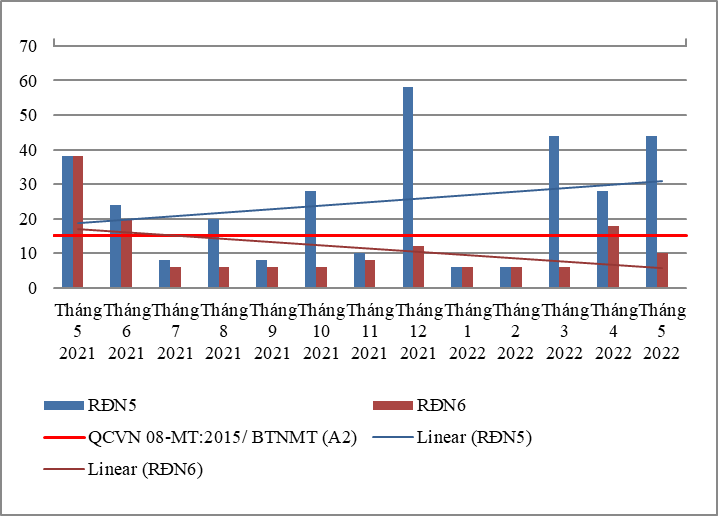 70
60
50
40
30
20
10
0
Tháng Tháng Tháng Tháng Tháng Tháng Tháng Tháng Tháng Tháng Tháng Tháng Tháng
5 6 7 8 9 10 11 12 1 2 3 4 5
2021 2021 2021 2021 2021 2021 2021 2021 2022 2022 2022 2022 2022
RĐN5 RĐN6
QCVN 08-MT:2015/ BTNMT (A2) Linear (RĐN5)
Linear (RĐN6)